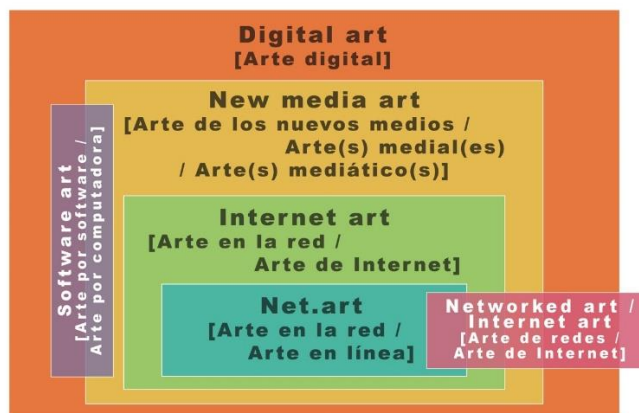 Digital art
[Arte digital]
New media art
[Arte de los nuevos medios /
Arte(s) medial(es)
/ Arte(s) mediático(s)]
Software art
[Arte por software /
Arte por computadora]
Internet art
[Arte en la red /
Arte de Internet]
Net.art
[Arte en la red /
Arte en línea]
Networked art /
Internet art
[Arte de redes /
Arte de Internet]